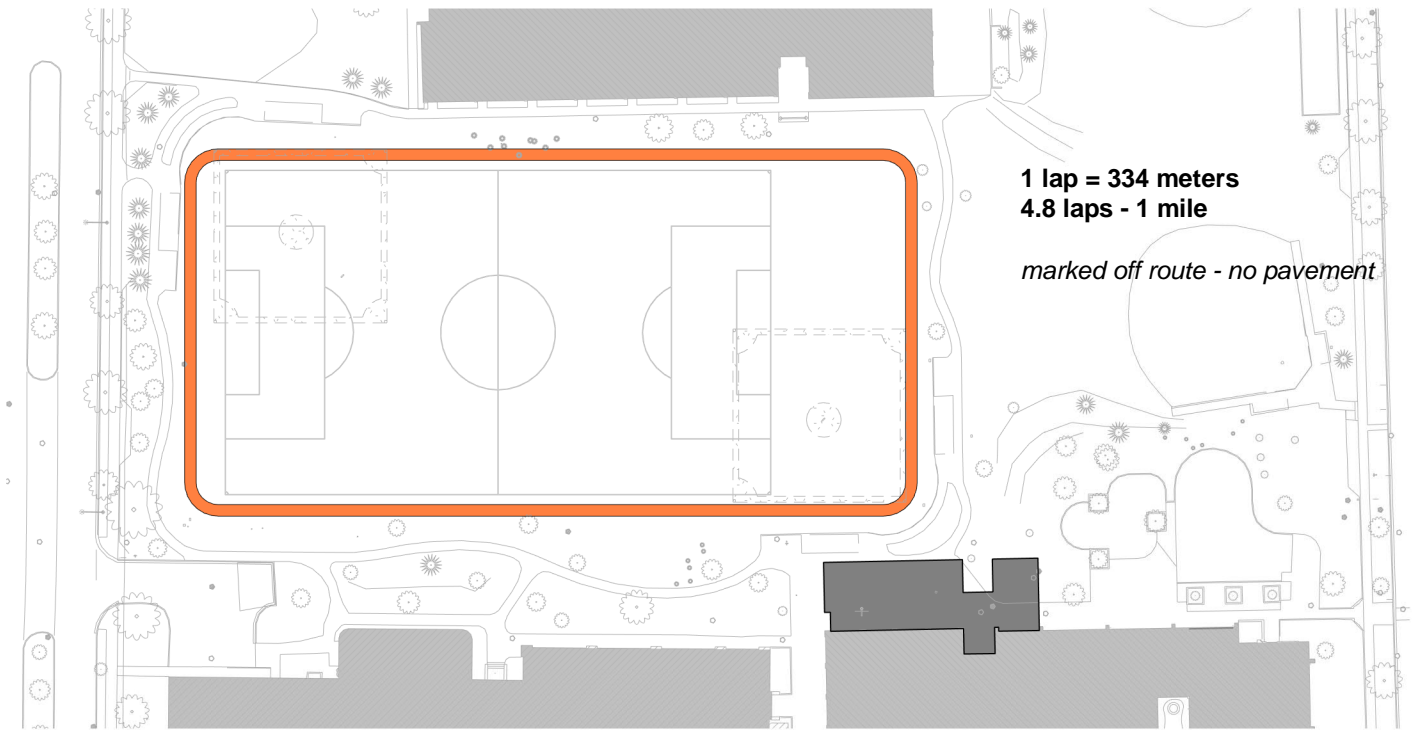 1 lap = 334 meters
4.8 laps - 1 mile
marked off route - no pavement